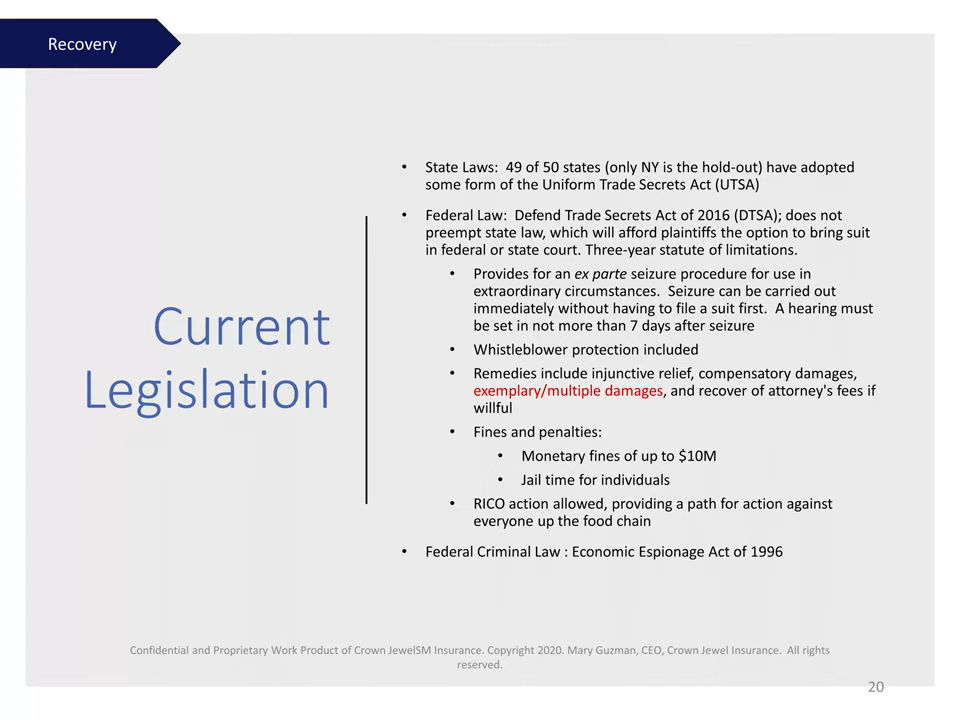 Recovery
Current
Legislation
• State Laws:  49 of 50 states (only NY is the hold-out) have adopted
some form of the Uniform Trade Secrets Act (UTSA)
• Federal Law:  Defend Trade Secrets Act of 2016 (DTSA); does not
preempt state law, which will afford plaintiffs the option to bring suit
in federal or state court. Three-year statute of limitations.
• Provides for an ex parte seizure procedure for use in
extraordinary circumstances.  Seizure can be carried out
immediately without having to file a suit first.  A hearing must
be set in not more than 7 days after seizure
• Whistleblower protection included
• Remedies include injunctive relief, compensatory damages,
exemplary/multiple damages, and recover of attorney's fees if
willful
• Fines and penalties:
• Monetary fines of up to $10M
• Jail time for individuals
• RICO action allowed, providing a path for action against
everyone up the food chain
• Federal Criminal Law : Economic Espionage Act of 1996
Confidential and Proprietary Work Product of Crown JewelSM Insurance. Copyright 2020. Mary Guzman, CEO, Crown Jewel Insurance.  All rights
reserved.
20